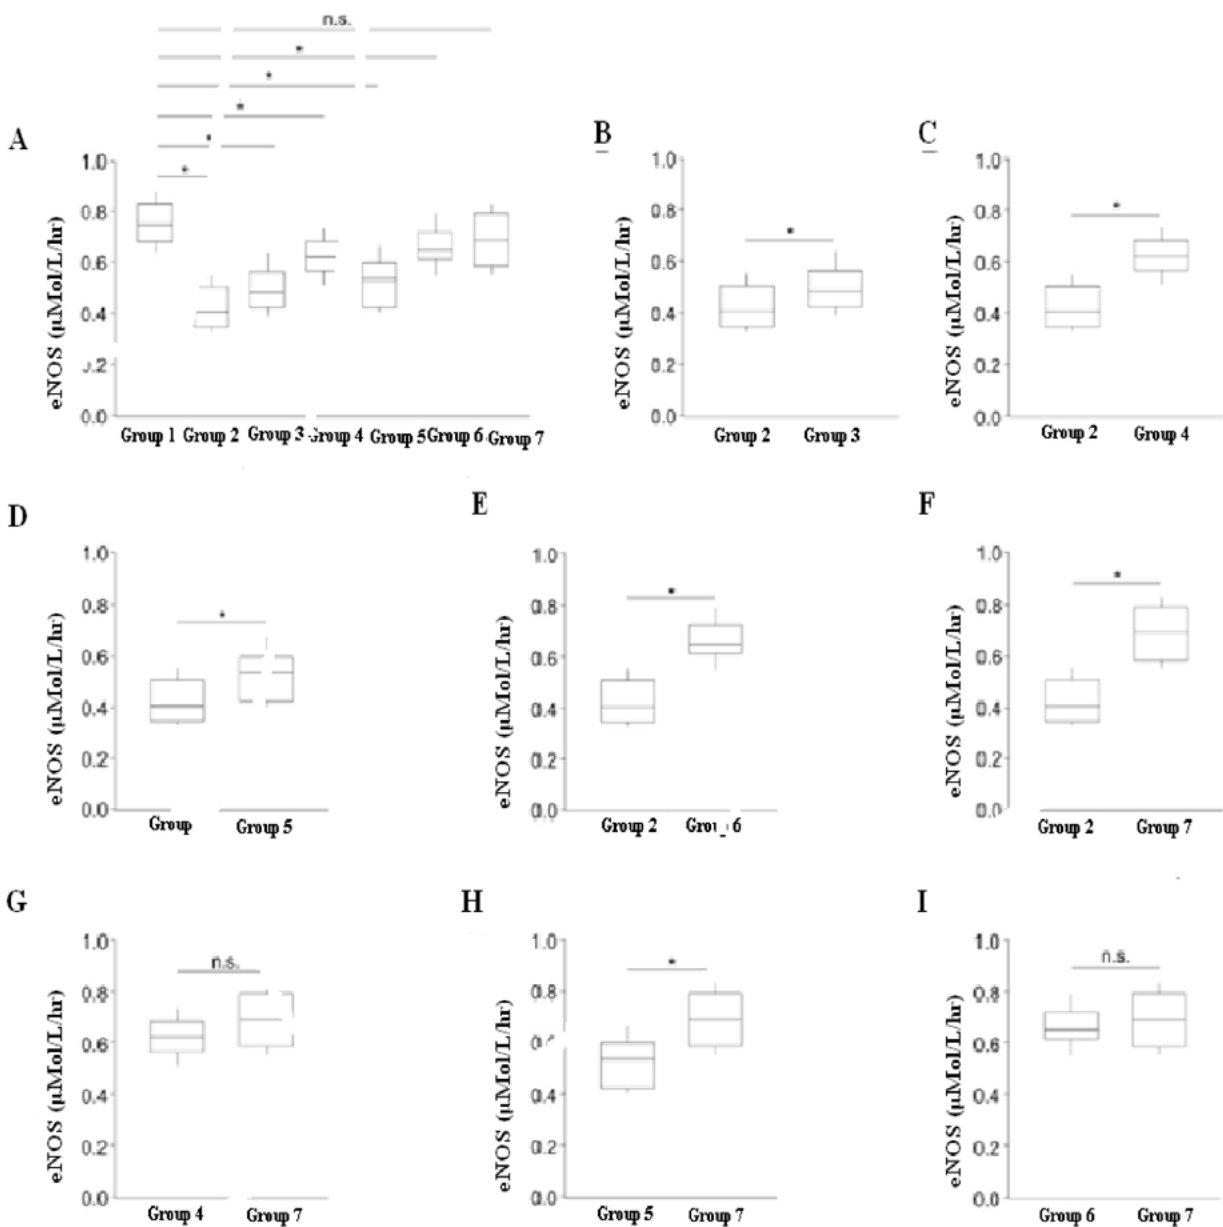 n.s.
*
*
*
*
A
B
C
eNOS (µMol/L/hr)
1.0
0.8
0.6
0.4
0.0
Group 1 Group 2 Group 3 Group 5 Group 6 Group 7
eNOS (µMol/L/hr)
1.0
0.8
0.6
0.4
0.2
0.0
*
Group 2 Group 3
eNOS (µMol/L/hr)
1.0
0.8
0.6
0.4
0.2
0.0
*
Group 2 Group 4
D
E
F
eNOS (µMol/L/hr)
1.0
0.8
0.6
0.4
0.2
0.0
*
Group Group 5
eNOS (µMol/L/hr)
1.0
0.8
0.6
0.4
0.2
0.0
*
Group 2 6
eNOS (µMol/L/hr)
1.0
0.8
0.6
0.4
0.2
0.0
*
Group 2 Group 7
G
H
I
eNOS (µMol/L/hr)
1.0
0.8
0.6
0.4
0.2
0.0
n.s.
Group 4 Group 7
eNOS (µMol/L/hr)
1.0
0.8
0.4
0.2
0.0
*
Group 5 Group 7
eNOS (µMol/L/hr)
1.0
0.8
0.6
0.4
0.2
0.0
n.s.
Group 6 Group 7